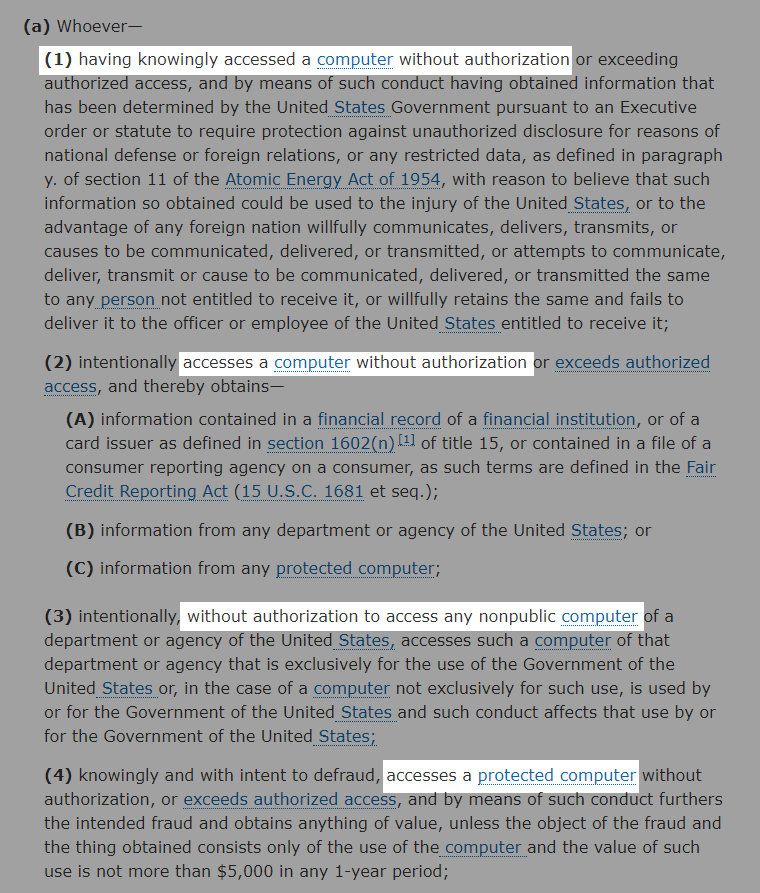 (a) Whoever—
(1) having knowingly accessed a computer without authorization or exceeding
authorized access, and by means of such conduct having obtained information that
has been determined by the United States Government pursuant to an Executive
order or statute to require protection against unauthorized disclosure for reasons of
national defense or foreign relations, or any restricted data, as defined in paragraph
y. of section 11 of the Atomic Energy Act of 1954, with reason to believe that such
information so obtained could be used to the injury of the United States, or to the
advantage of any foreign nation willfully communicates, delivers, transmits, or
causes to be communicated, delivered, or transmitted, or attempts to communicate,
deliver, transmit or cause to be communicated, delivered, or transmitted the same
to any person not entitled to receive it, or willfully retains the same and fails to
deliver it to the officer or employee of the United States entitled to receive it;
(2) intentionally accesses a computer without authorization or exceeds authorized
access, and thereby obtains—
(A) information contained in a financial record of a financial institution, or of a
card issuer as defined in section 1602(n) [1] of title 15, or contained in a file of a
consumer reporting agency on a consumer, as such terms are defined in the Fair
Credit Reporting Act (15 U.S.C. 1681 et seq.);
(B) information from any department or agency of the United States; or
(C) information from any protected computer;
(3) intentionally, without authorization to access any nonpublic computer of a
department or agency of the United States, accesses such a computer of that
department or agency that is exclusively for the use of the Government of the
United States or, in the case of a computer not exclusively for such use, is used by
or for the Government of the United States and such conduct affects that use by or
for the Government of the United States;
(4) knowingly and with intent to defraud, accesses a protected computer without
authorization, or exceeds authorized access, and by means of such conduct furthers
the intended fraud and obtains anything of value, unless the object of the fraud and
the thing obtained consists only of the use of the computer and the value of such
use is not more than $5,000 in any 1-year period;